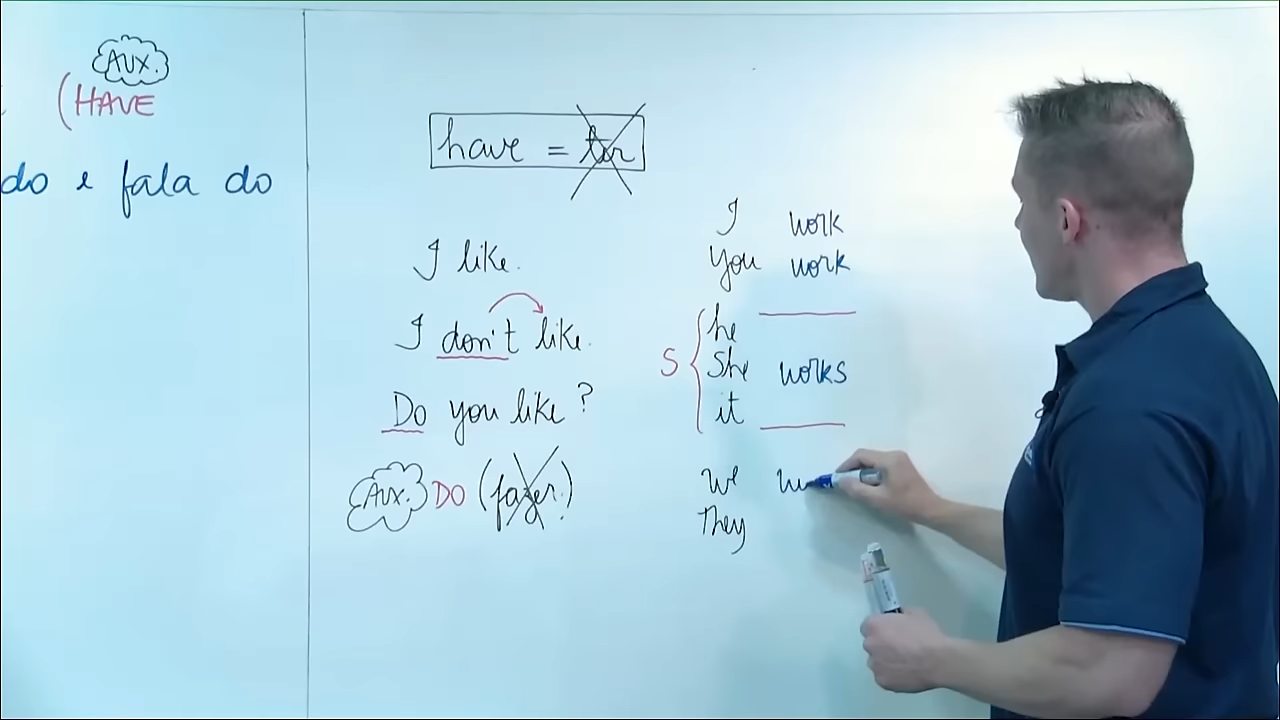 AUX.
(HAVE
do e fala do
have = ter
I like.
I don't like.
Do you like?
AUX. DO (fazer.)
I work
you work
he
S She works
it
we
They